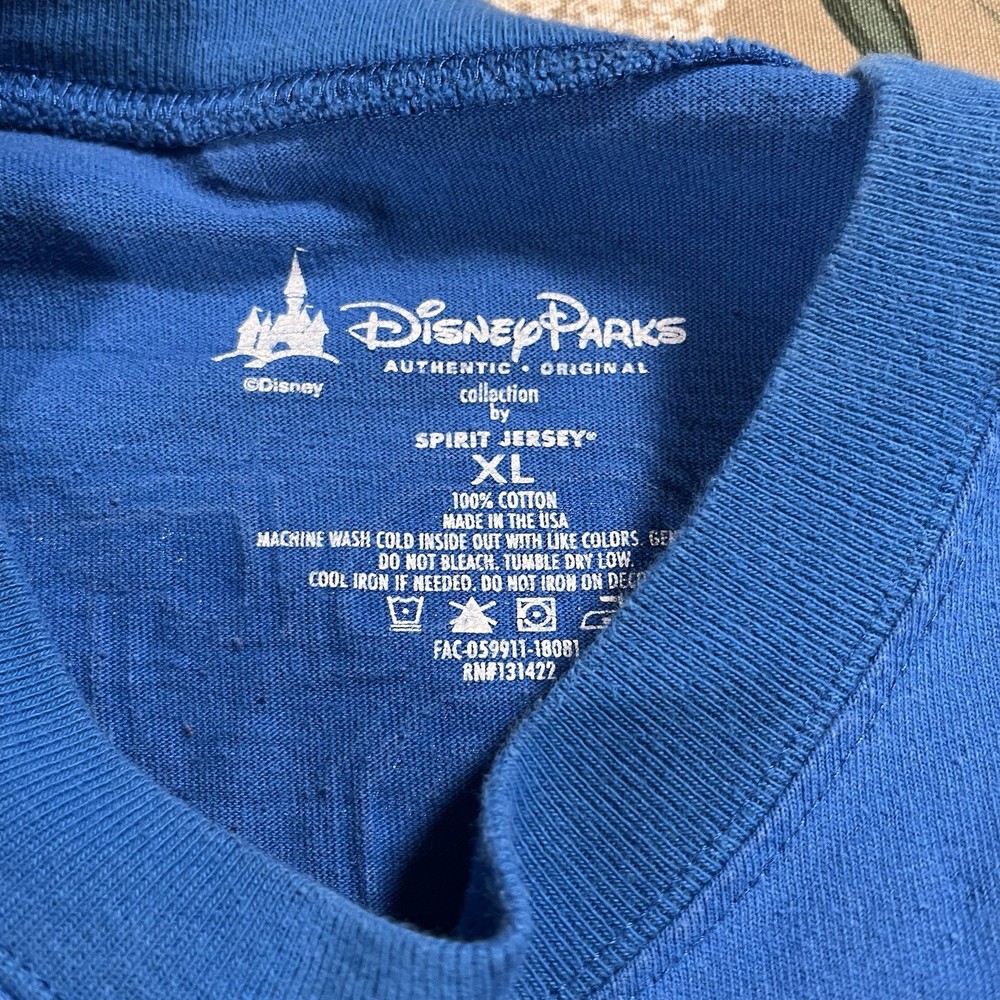 DISNEY PARKS
AUTHENTIC • ORIGINAL
©Disney
collection
by
SPIRIT JERSEY®
XL
100% COTTON
MADE IN THE USA
MACHINE WASH COLD INSIDE OUT WITH LIKE COLORS.
DO NOT BLEACH. TUMBLE DRY LOW.
COOL IRON IF NEEDED. DO NOT IRON ON
FAC-059911-18081
RN#131422